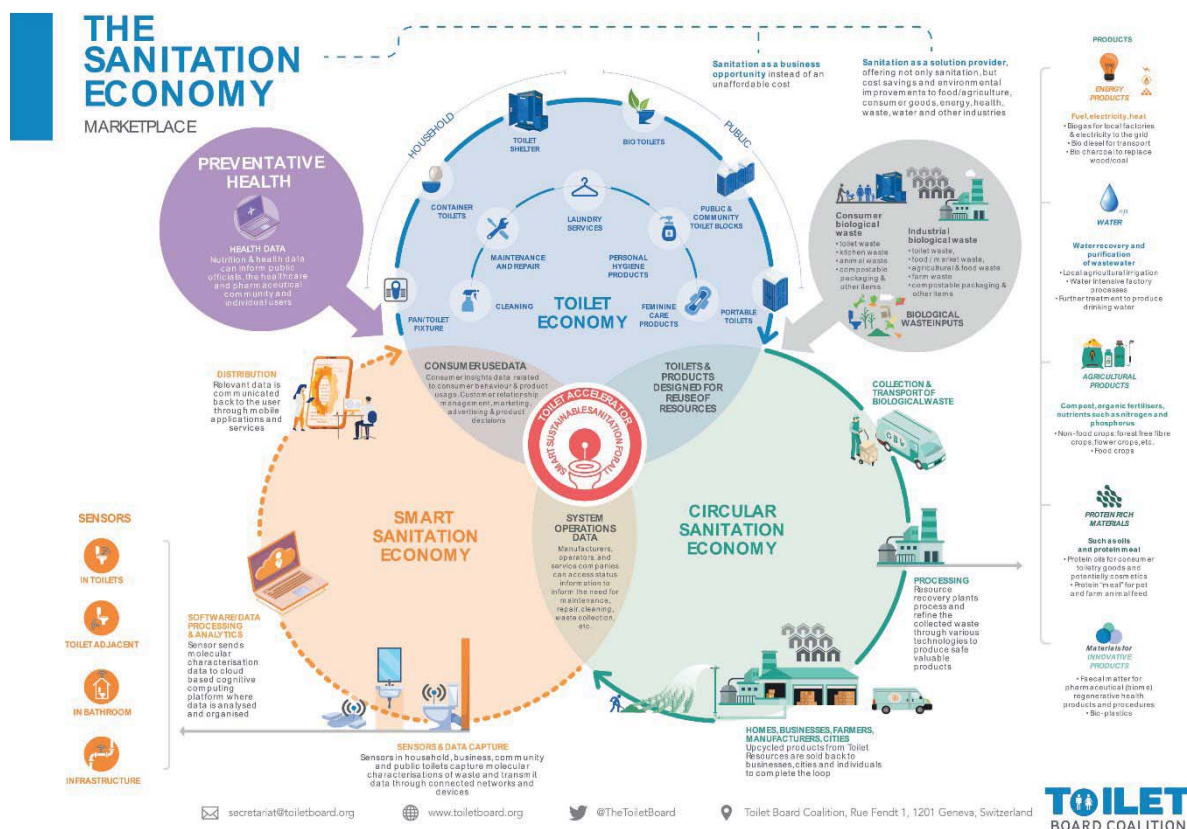 THE
SANITATION
ECONOMY
MARKETPLACE
Sanitation as a business
opportunity instead of an
unaffordable cost
Sanitation as a solution provider,
offering not only sanitation, but
cost savings and environmental
improvements to food/agriculture,
consumer goods, energy, health,
waste, water and other industries
PREVENTATIVE
HEALTH
HEALTH DATA
Nutrition & health data
can inform public
officials, the healthcare
and pharmaceutical
community and
individual users
HOUSEHOLD
PUBLIC
TOILET
SHELTER
BIO TOILETS
CONTAINER
TOILETS
PUBLIC &
COMMUNITY
TOILET BLOCKS
LAUNDRY
SERVICES
MAINTENANCE
AND REPAIR
PERSONAL
HYGIENE
PRODUCTS
CLEANING
TOILET
ECONOMY
FEMININE
CARE
PRODUCTS
PAN/TOILET
FIXTURE
PORTABLE
TOILETS
Consumer
biological
waste
• toilet waste
• kitchen waste
• animal waste
• compostable
packaging
& other items
Industrial
biological waste
• toilet waste,
• food / market waste,
• agricultural & food waste
• farm waste
• compostable packaging &
other items
BIOLOGICAL
WASTE INPUTS
CONSUMER USE DATA
Consumer insights data related
to consumer behaviour & product
usage. Customer relationship
management, marketing,
advertising & product
decisions
TOILETS &
PRODUCTS
DESIGNED FOR
REUSE OF
RESOURCES
TOILET ACCELERATOR
SMART SUSTAINABLE SANITATION FOR ALL
DISTRIBUTION
Relevant data is
communicated
back to the user
through mobile
applications and
services
SMART
SANITATION
ECONOMY
SYSTEM
OPERATIONS
DATA
Manufacturers,
operators, and
service companies
can access status
information to
inform the need for
maintenance,
repair, cleaning,
waste collection,
etc.
CIRCULAR
SANITATION
ECONOMY
COLLECTION &
TRANSPORT OF
BIOLOGICAL WASTE
PROCESSING
Resource
recovery plants
process and
refine the
collected waste
through various
technologies to
produce safe
valuable
products
HOMES, BUSINESSES, FARMERS,
MANUFACTURERS, CITIES
Upcycled products from Toilet
Resources are sold back to
businesses, cities and individuals
to complete the loop
SENSORS
IN TOILETS
TOILET ADJACENT
IN BATHROOM
INFRASTRUCTURE
SOFTWARE/DATA
PROCESSING
& ANALYTICS
Sensor sends
molecular
characterisation
data to cloud
based cognitive
computing
platform where
data is analysed
and organised
SENSORS & DATA CAPTURE
Sensors in household, business, community
and public toilets capture molecular
characterisations of waste and transmit
data through connected networks and
devices
PRODUCTS
ENERGY
PRODUCTS
Fuel, electricity, heat
• Biogas for local factories
& electricity to the grid
• Bio diesel for transport
• Bio charcoal to replace
wood/coal
WATER
Water recovery and
purification
of wastewater
• Local agricultural irrigation
• Water intensive factory
processes
• Further treatment to produce
drinking water
AGRICULTURAL
PRODUCTS
Compost, organic fertilisers,
nutrients such as nitrogen and
phosphorus
• Non-food crops: forest free fibre
crops, flower crops, etc.
• Food crops
PROTEIN RICH
MATERIALS
Such as oils
and protein meal
• Protein oils for consumer
toiletry goods and
potentially cosmetics
• Protein "meal" for pet
and farm animal feed
Materials for
INNOVATIVE
PRODUCTS
• Faecal matter for
pharmaceutical (biome)
regenerative health
products and procedures
• Bio-plastics
secretariat@toiletboard.org
www.toiletboard.org
@TheToiletBoard
Toilet Board Coalition, Rue Fendt 1, 1201 Geneva, Switzerland
TOILET
BOARD COALITION